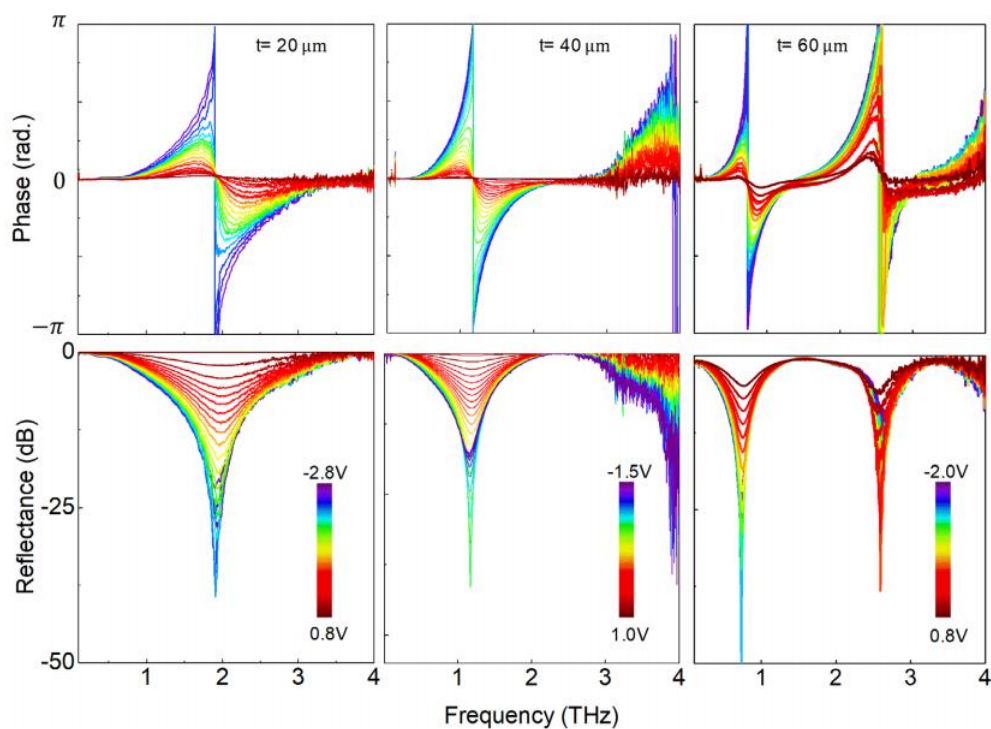 π
t= 20 μm
t= 40 μm
t= 60 μm
Phase (rad.)
0
−π
0
Reflectance (dB)
-25
-50
-2.8V
0.8V
-1.5V
1.0V
-2.0V
0.8V
1 2 3 4
1 2 3 4
1 2 3 4
Frequency (THz)